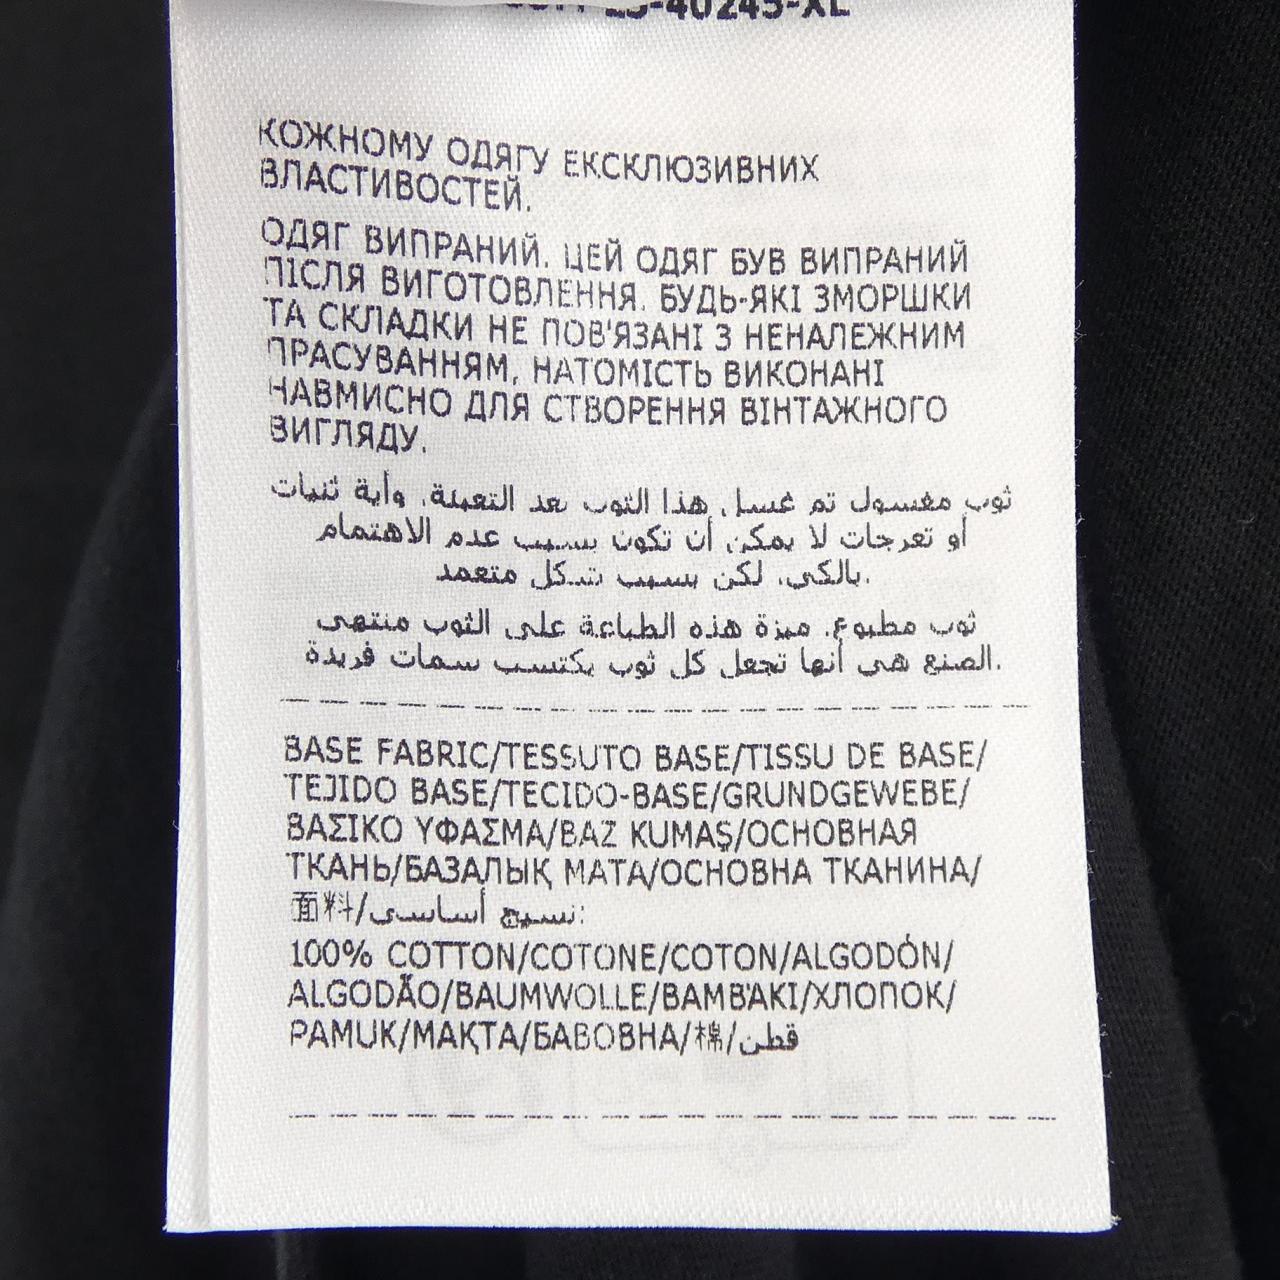 -40245-XL
КОЖНОМУ ОДЯГУ ЕКСКЛЮЗИВНИХ
ВЛАСТИВОСТЕЙ.
ОДЯГ ВИПРАНИЙ. ЦЕЙ ОДЯГ БУВ ВИПРАНИЙ
ПІСЛЯ ВИГОТОВЛЕННЯ. БУДЬ-ЯКІ ЗМОРШКИ
ТА СКЛАДКИ НЕ ПОВ'ЯЗАНІ З НЕНАЛЕЖНИМ
ПРАСУВАННЯМ, НАТОМІСТЬ ВИКОНАНІ
НАВМИСНО ДЛЯ СТВОРЕННЯ ВІНТАЖНОГО
ВИГЛЯДУ.
ثوب مغسول تم غسل. هذا الثوب بعد التعبئة. وأية ثنيات
أو تعرجات لا يمكن أن تكون بسبب عدم الاهتمام
بالكي، لكن بسبب بشكل متعمد.
ثوب مطبوع. ميزة هذه الطباعة على الثوب منتهى
الصنع هي أنها تجعل كل ثوب يكتسب سمات فريدة.
BASE FABRIC/TESSUTO BASE/TISSU DE BASE/
TEJIDO BASE/TECIDO-BASE/GRUNDGEWEBE/
ΒΑΣΙΚΟ ΥΦΑΣΜΑ/BAZ KUMAŞ/ОСНОВНАЯ
ТКАНЬ/БАЗАЛЫҚ МАТА/ОСНОВНА ТКАНИНА/
面料/نسيج أساسي:
100% COTTON/COTONE/COTON/ALGODÓN/
ALGODÃO/BAUMWOLLE/ΒΑΜΒΆΚΙ/ХЛОПОК/
PAMUK/МАҚТА/БАВОВНА/棉/قطن